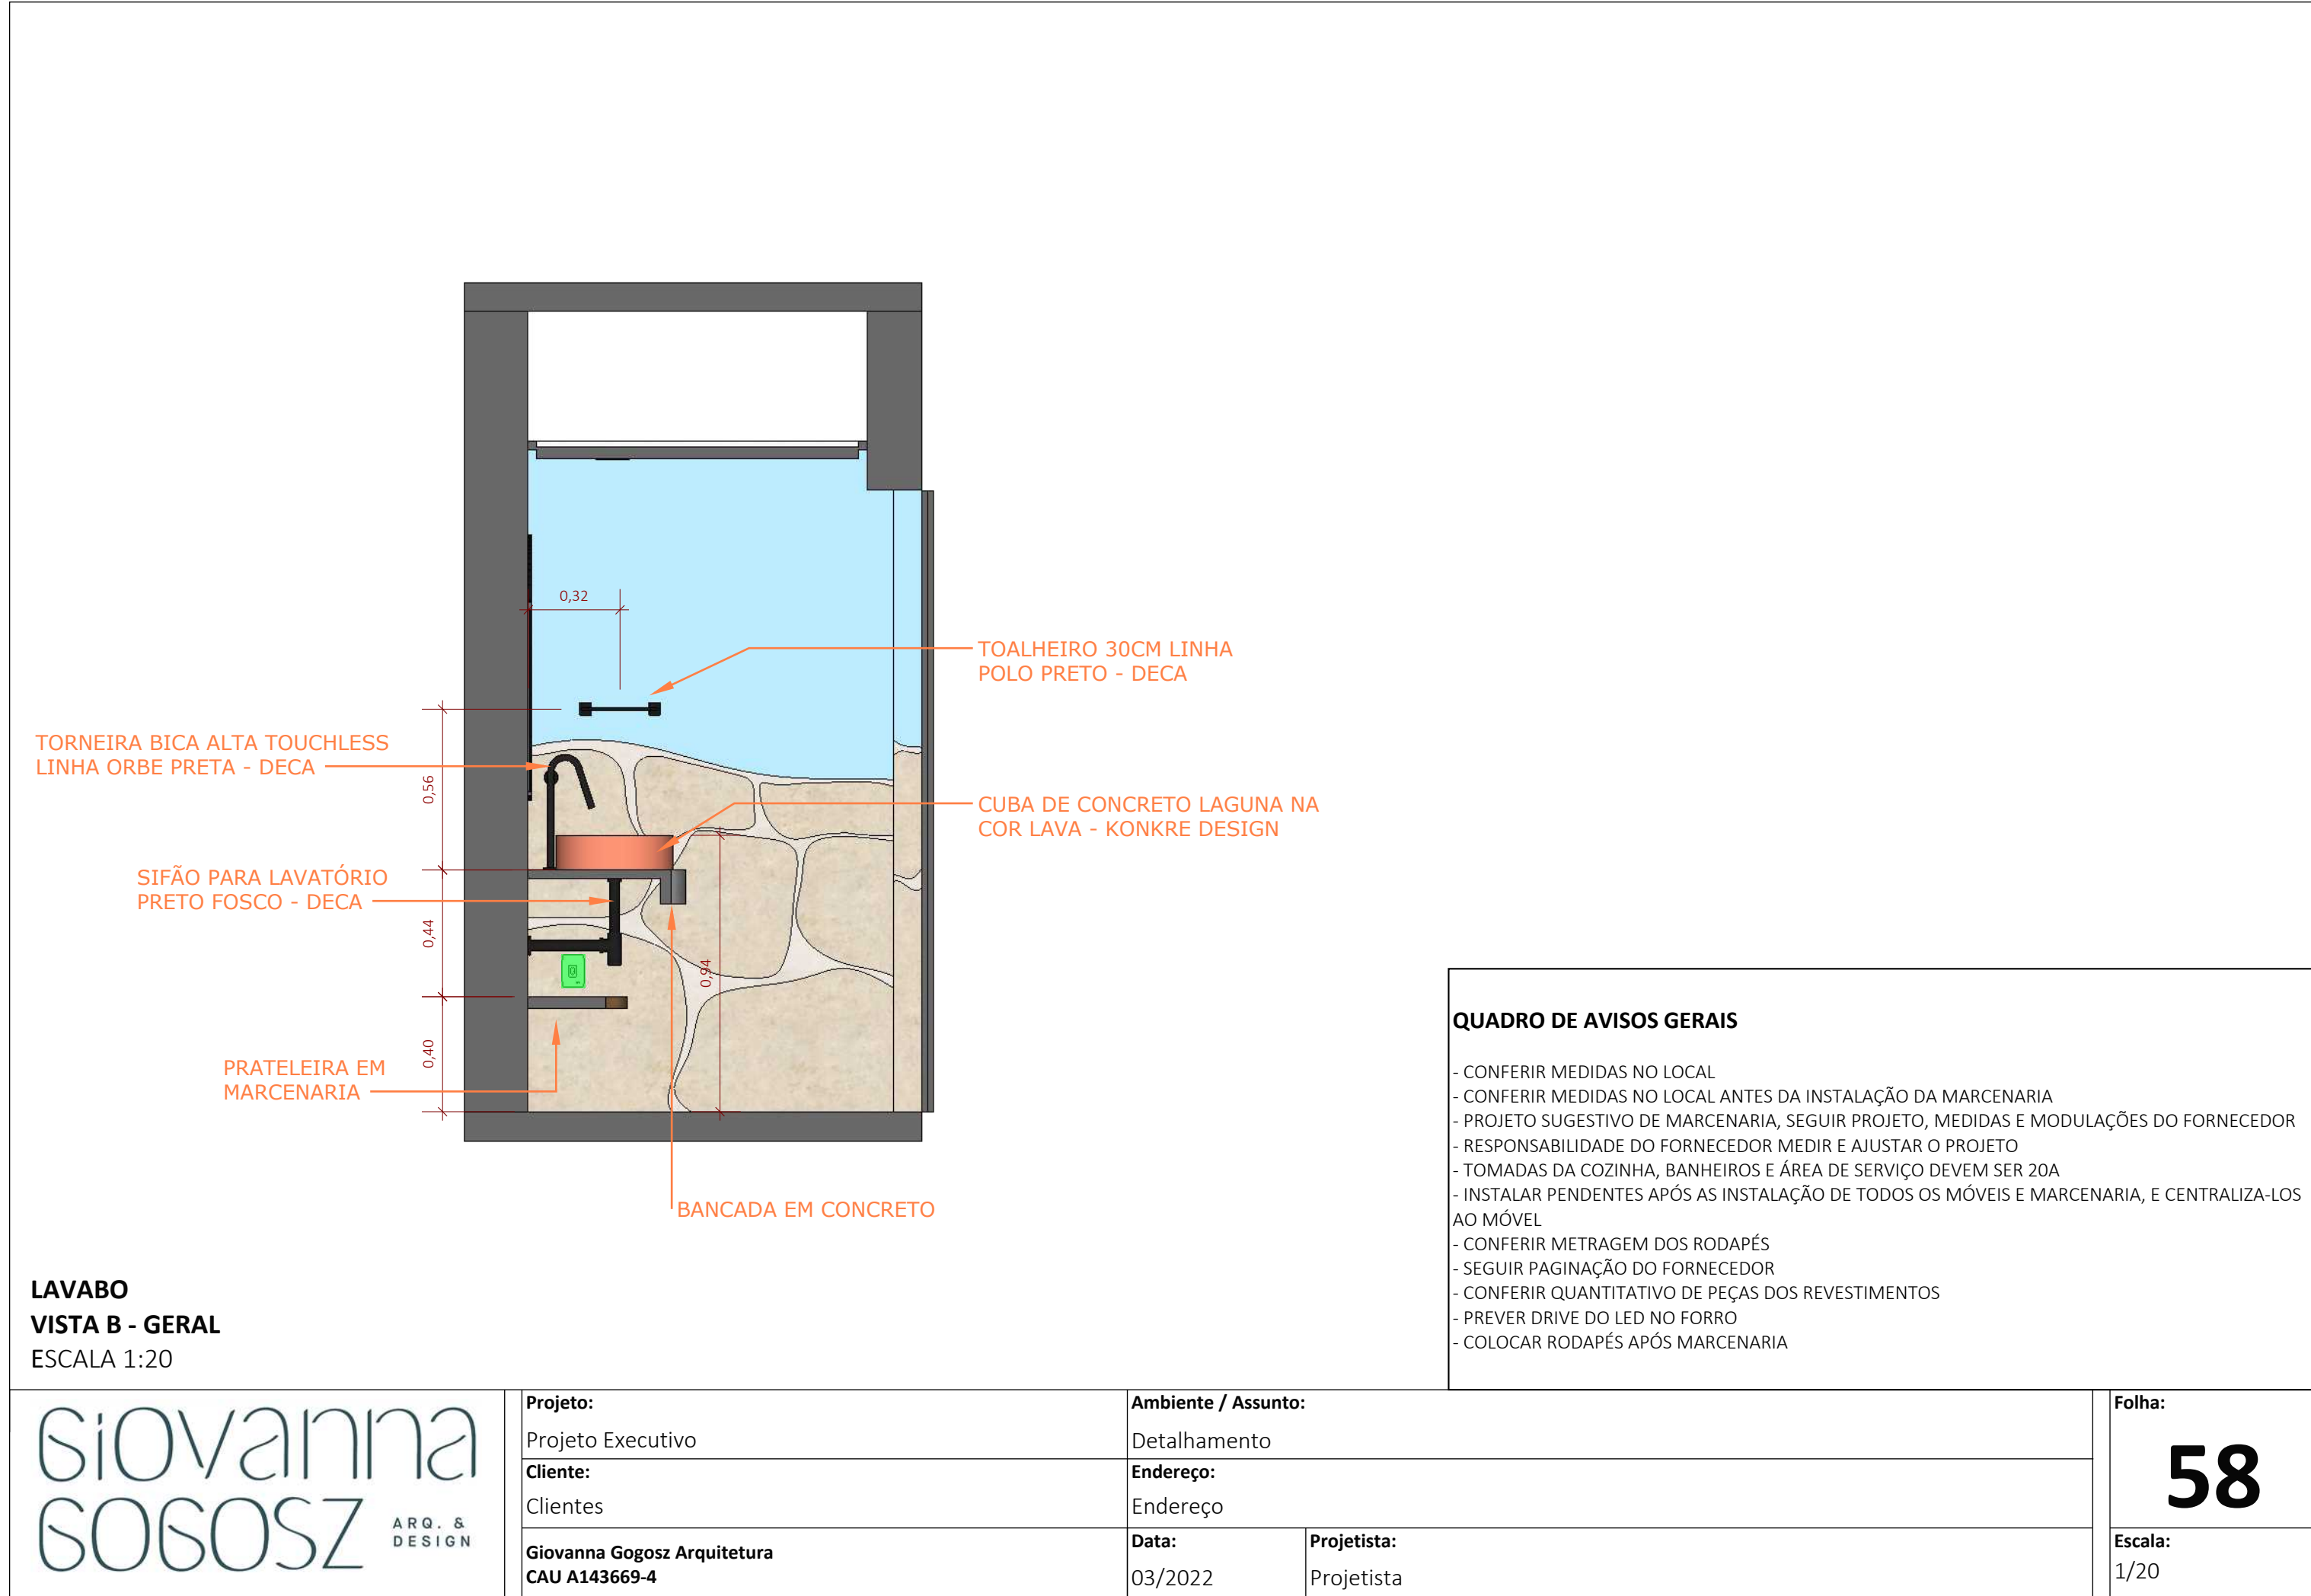 0,32
TOALHEIRO 30CM LINHA
POLO PRETO - DECA
TORNEIRA BICA ALTA TOUCHLESS
LINHA ORBE PRETA - DECA
0,56
CUBA DE CONCRETO LAGUNA NA
COR LAVA - KONKRE DESIGN
SIFÃO PARA LAVATÓRIO
PRETO FOSCO - DECA
0,44
0,94
PRATELEIRA EM
MARCENARIA
0,40
BANCADA EM CONCRETO
QUADRO DE AVISOS GERAIS
- CONFERIR MEDIDAS NO LOCAL
- CONFERIR MEDIDAS NO LOCAL ANTES DA INSTALAÇÃO DA MARCENARIA
- PROJETO SUGESTIVO DE MARCENARIA, SEGUIR PROJETO, MEDIDAS E MODULAÇÕES DO FORNECEDOR
- RESPONSABILIDADE DO FORNECEDOR MEDIR E AJUSTAR O PROJETO
- TOMADAS DA COZINHA, BANHEIROS E ÁREA DE SERVIÇO DEVEM SER 20A
- INSTALAR PENDENTES APÓS AS INSTALAÇÃO DE TODOS OS MÓVEIS E MARCENARIA, E CENTRALIZA-LOS
AO MÓVEL
- CONFERIR METRAGEM DOS RODAPÉS
- SEGUIR PAGINAÇÃO DO FORNECEDOR
- CONFERIR QUANTITATIVO DE PEÇAS DOS REVESTIMENTOS
- PREVER DRIVE DO LED NO FORRO
- COLOCAR RODAPÉS APÓS MARCENARIA
LAVABO
VISTA B - GERAL
ESCALA 1:20
GiOVANNA
GOGOSZ
ARQ. &
DESIGN
Projeto:
Projeto Executivo
Cliente:
Clientes
Giovanna Gogosz Arquitetura
CAU A143669-4
Ambiente / Assunto:
Detalhamento
Endereço:
Endereço
Data:
03/2022
Projetista:
Projetista
Folha:
58
Escala:
1/20